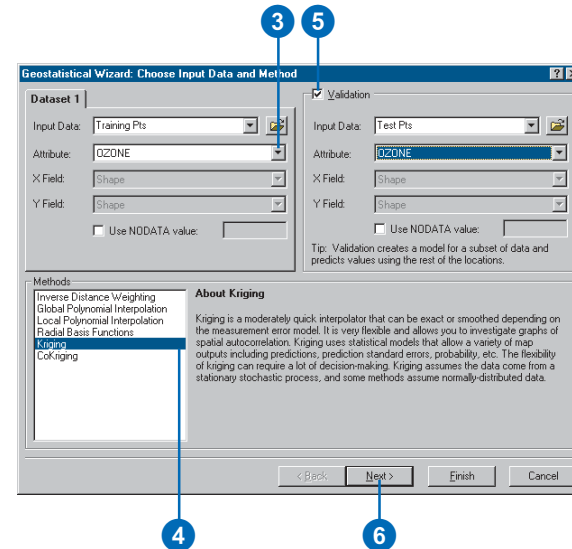 3 5
Geostatistical Wizard: Choose Input Data and Method
Dataset 1
Input Data: Training Pts
Attribute: OZONE
X Field: Shape
Y Field: Shape
Use NODATA value:
Validation
Input Data: Test Pts
Attribute: OZONE
X Field: Shape
Y Field: Shape
Use NODATA value:
Tip: Validation creates a model for a subset of data and
predicts values using the rest of the locations.
Methods
Inverse Distance Weighting
Global Polynomial Interpolation
Local Polynomial Interpolation
Radial Basis Functions
Kriging
CoKriging
About Kriging
Kriging is a moderately quick interpolator that can be exact or smoothed depending on
the measurement error model. It is very flexible and allows you to investigate graphs of
spatial autocorrelation. Kriging uses statistical models that allow a variety of map
outputs including predictions, prediction standard errors, probability, etc. The flexibility
of kriging can require a lot of decision-making. Kriging assumes the data come from a
stationary stochastic process, and some methods assume normally-distributed data.
< Back Next > Finish Cancel
4 6